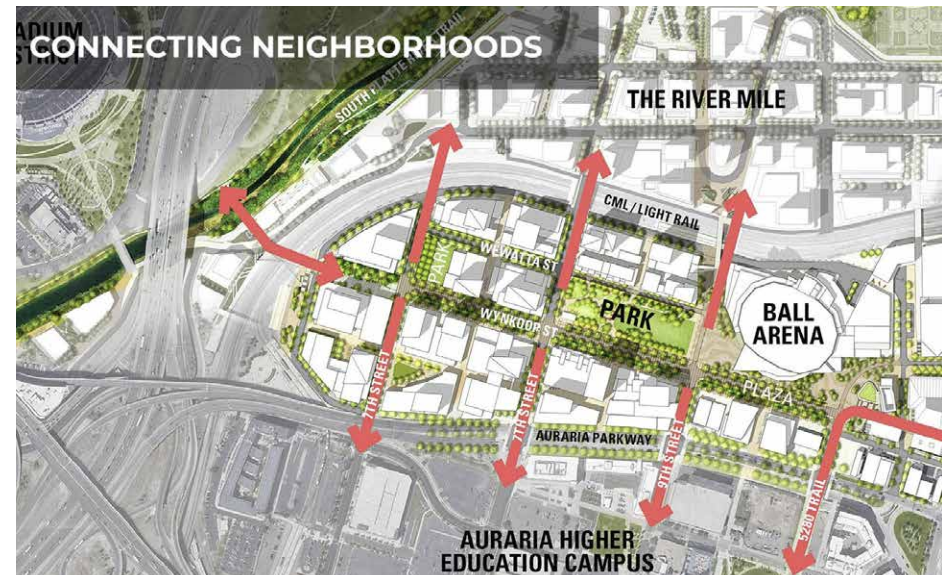 ADIUM
CONNECTING NEIGHBORHOODS
SOUTH PLATTE
TRAIL
THE RIVER MILE
CML / LIGHT RAIL
PARK
WEWATTA ST
PARK
WYNKOOP ST
BALL
ARENA
PLAZA
7TH STREET
7TH STREET
9TH STREET
AURARIA PARKWAY
5280 TRAIL
AURARIA HIGHER
EDUCATION CAMPUS